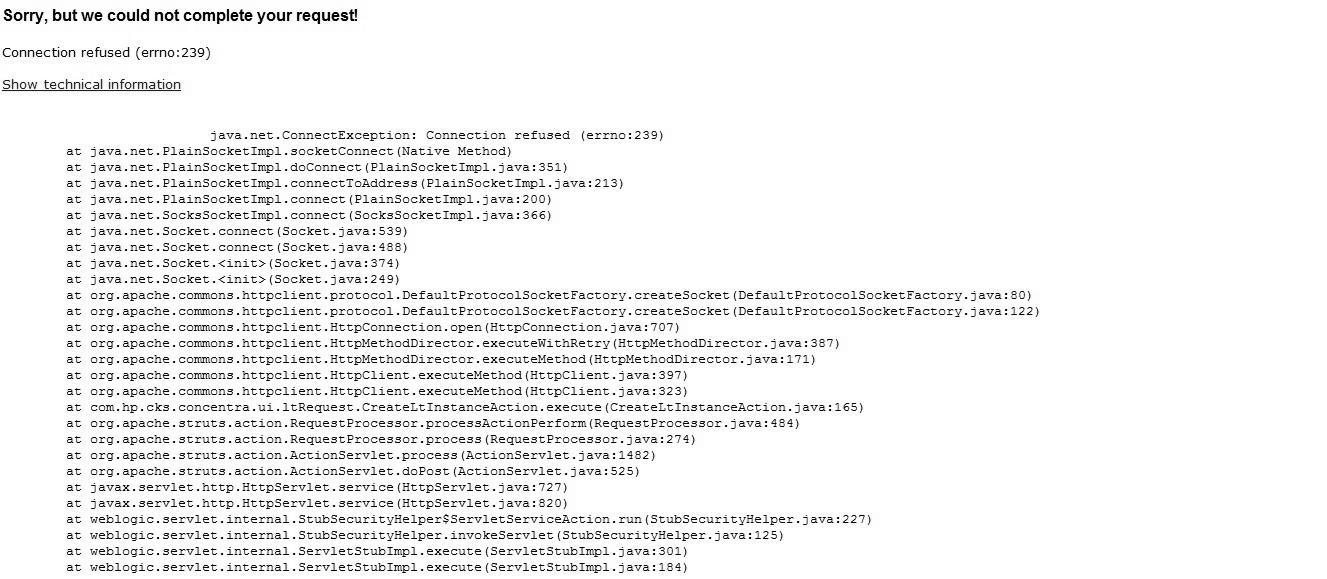 Sorry, but we could not complete your request!
Connection refused (errno:239)
Show technical information
java.net.ConnectException: Connection refused (errno:239)
at java.net.PlainSocketImpl.socketConnect(Native Method)
at java.net.PlainSocketImpl.doConnect(PlainSocketImpl.java:351)
at java.net.PlainSocketImpl.connectToAddress(PlainSocketImpl.java:213)
at java.net.PlainSocketImpl.connect(PlainSocketImpl.java:200)
at java.net.SocksSocketImpl.connect(SocksSocketImpl.java:366)
at java.net.Socket.connect(Socket.java:539)
at java.net.Socket.connect(Socket.java:488)
at java.net.Socket.<init>(Socket.java:374)
at java.net.Socket.<init>(Socket.java:249)
at org.apache.commons.httpclient.protocol.DefaultProtocolSocketFactory.createSocket(DefaultProtocolSocketFactory.java:80)
at org.apache.commons.httpclient.protocol.DefaultProtocolSocketFactory.createSocket(DefaultProtocolSocketFactory.java:122)
at org.apache.commons.httpclient.HttpConnection.open(HttpConnection.java:707)
at org.apache.commons.httpclient.HttpMethodDirector.executeWithRetry(HttpMethodDirector.java:387)
at org.apache.commons.httpclient.HttpMethodDirector.executeMethod(HttpMethodDirector.java:171)
at org.apache.commons.httpclient.HttpClient.executeMethod(HttpClient.java:397)
at org.apache.commons.httpclient.HttpClient.executeMethod(HttpClient.java:323)
at com.hp.cks.concentra.ui.ltRequest.CreateLtInstanceAction.execute(CreateLtInstanceAction.java:165)
at org.apache.struts.action.RequestProcessor.processActionPerform(RequestProcessor.java:484)
at org.apache.struts.action.RequestProcessor.process(RequestProcessor.java:274)
at org.apache.struts.action.ActionServlet.process(ActionServlet.java:1482)
at org.apache.struts.action.ActionServlet.doPost(ActionServlet.java:525)
at javax.servlet.http.HttpServlet.service(HttpServlet.java:727)
at javax.servlet.http.HttpServlet.service(HttpServlet.java:820)
at weblogic.servlet.internal.StubSecurityHelper$ServletServiceAction.run(StubSecurityHelper.java:227)
at weblogic.servlet.internal.StubSecurityHelper.invokeServlet(StubSecurityHelper.java:125)
at weblogic.servlet.internal.ServletStubImpl.execute(ServletStubImpl.java:301)
at weblogic.servlet.internal.ServletStubImpl.execute(ServletStubImpl.java:184)